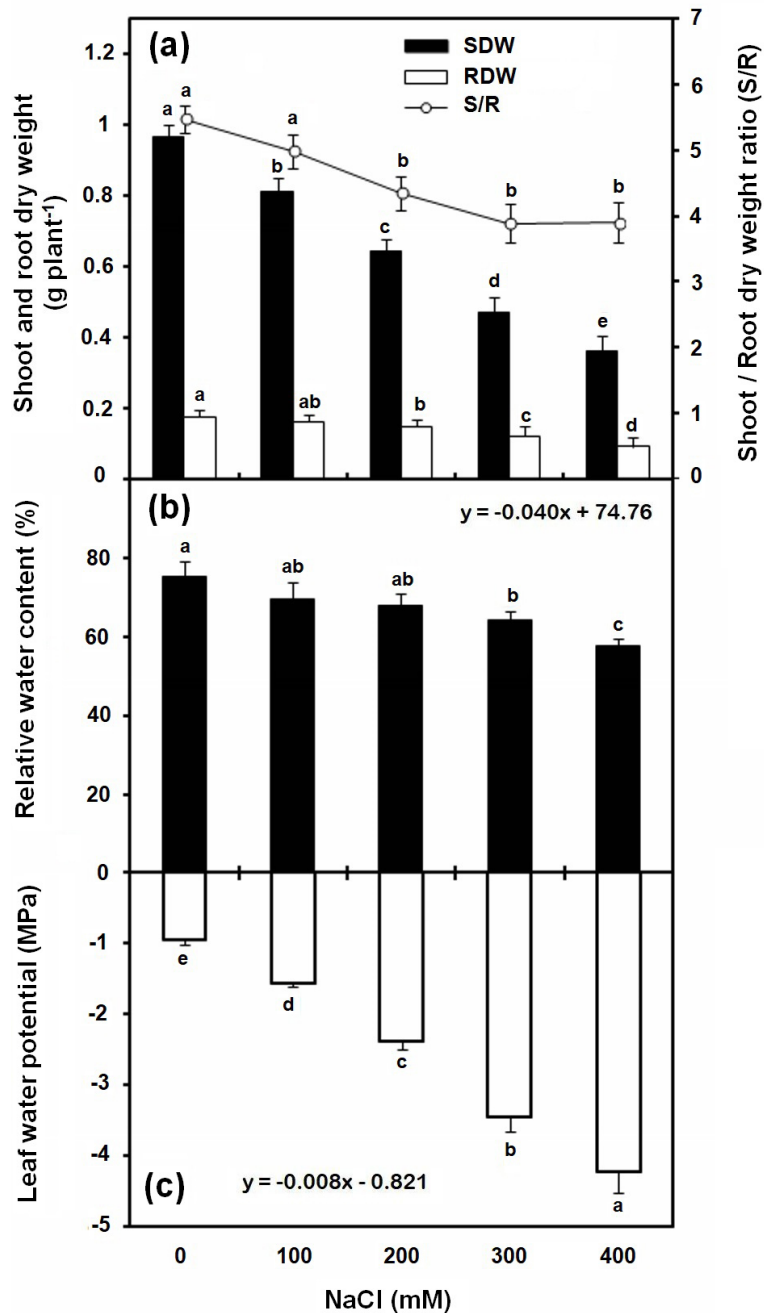 (a)
SDW
RDW
S/R
Shoot and root dry weight
(g plant-1)
1.2
1
0.8
0.6
0.4
0.2
0
7
6
5
4
3
2
1
0
Shoot / Root dry weight ratio (S/R)
a a a b b b
a b c d e
a ab b c d
(b)
y = -0.040x + 74.76
Relative water content (%)
80
60
40
20
0
a ab ab b c
Leaf water potential (MPa)
-1
-2
-3
-4
-5
e d c b a
(c)
y = -0.008x - 0.821
0 100 200 300 400
NaCl (mM)